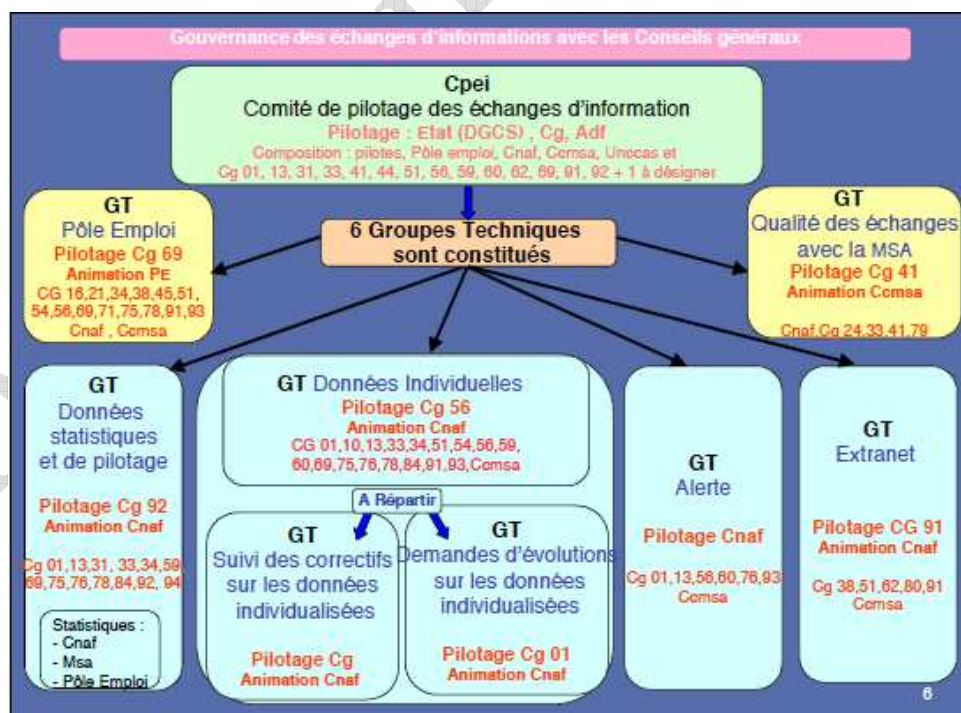 Gouvernance des échanges d'informations avec les Conseils généraux
Cpei
Comité de pilotage des échanges d'information
Pilotage : Etat (DGCS) , Cg, Adf
Composition : pilotes, Pôle emploi, Cnaf, Ccmsa, Unccas et
Cg 01, 13, 31, 33, 41, 44, 51, 56, 59, 60, 62, 69, 91, 92 + 1 à désigner
GT
Pôle Emploi
Pilotage Cg 69
Animation PE
CG 16,21,34,38,45,51,
54,56,69,71,75,78,91,93
Cnaf , Ccmsa
6 Groupes Techniques
sont constitués
GT
Qualité des échanges
avec la MSA
Pilotage Cg 41
Animation Ccmsa
Cnaf,Cg 24,33,41,79
GT
Données
statistiques
et de pilotage
Pilotage Cg 92
Animation Cnaf
Cg 01,13,31, 33,34,59
69,75,76,78,84,92, 94
Statistiques :
- Cnaf
- Msa
- Pôle Emploi
GT Données Individuelles
Pilotage Cg 56
Animation Cnaf
CG 01,10,13,33,34,51,54,56,59,
60,69,75,76,78,84,91,93,Ccmsa
A Répartir
GT
Suivi des correctifs
sur les données
individualisées
Pilotage Cg
Animation Cnaf
GT
Demandes d'évolutions
sur les données
individualisées
Pilotage Cg 01
Animation Cnaf
GT
Alerte
Pilotage Cnaf
Cg 01,13,56,60,76,93
Ccmsa
GT
Extranet
Pilotage CG 91
Animation Cnaf
Cg 38,51,62,80,91
Ccmsa
6